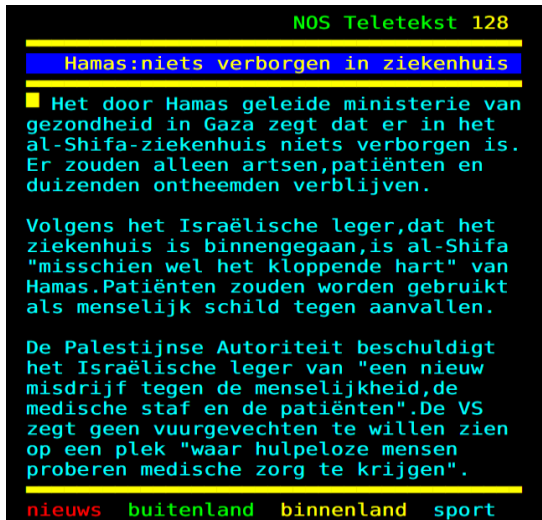 NOS Teletekst 128
Hamas:niets verborgen in ziekenhuis
Het door Hamas geleide ministerie van
gezondheid in Gaza zegt dat er in het
al-Shifa-ziekenhuis niets verborgen is.
Er zouden alleen artsen,patiënten en
duizenden ontheemden verblijven.
Volgens het Israëlische leger,dat het
ziekenhuis is binnengegaan,is al-Shifa
"misschien wel het kloppende hart" van
Hamas.Patiënten zouden worden gebruikt
als menselijk schild tegen aanvallen.
De Palestijnse Autoriteit beschuldigt
het Israëlische leger van "een nieuw
misdrijf tegen de menselijkheid,de
medische staf en de patiënten".De VS
zegt geen vuurgevechten te willen zien
op een plek "waar hulpeloze mensen
proberen medische zorg te krijgen".
nieuws buitenland binnenland sport